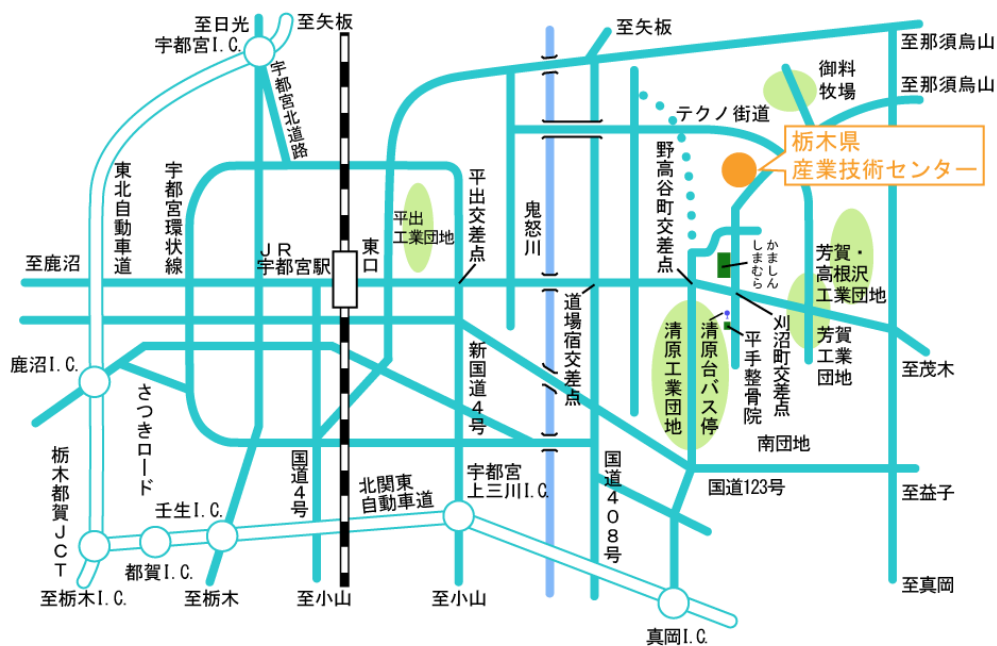 至日光
宇都宮I.C.
至矢板
至矢板
至那須烏山
至那須烏山
御料
牧場
テクノ街道
栃木県
産業技術センター
宇都宮北道路
東北自動車道
宇都宮環状線
平出
工業団地
平出交差点
鬼怒川
野高谷町交差点
ＪＲ
宇都宮駅
東口
至鹿沼
かましん
しまむら
芳賀・
高根沢
工業団地
道場宿交差点
清原工業団地
清原台バス停
平手整骨院
刈沼町交差点
芳賀
工業
団地
南団地
至茂木
鹿沼I.C.
さつきロード
新国道4号
栃木都賀JCT
壬生I.C.
都賀I.C.
国道4号
北関東
自動車道
宇都宮
上三川I.C.
国道408号
国道123号
至益子
至栃木I.C.
至栃木
至小山
至小山
真岡I.C.
至真岡